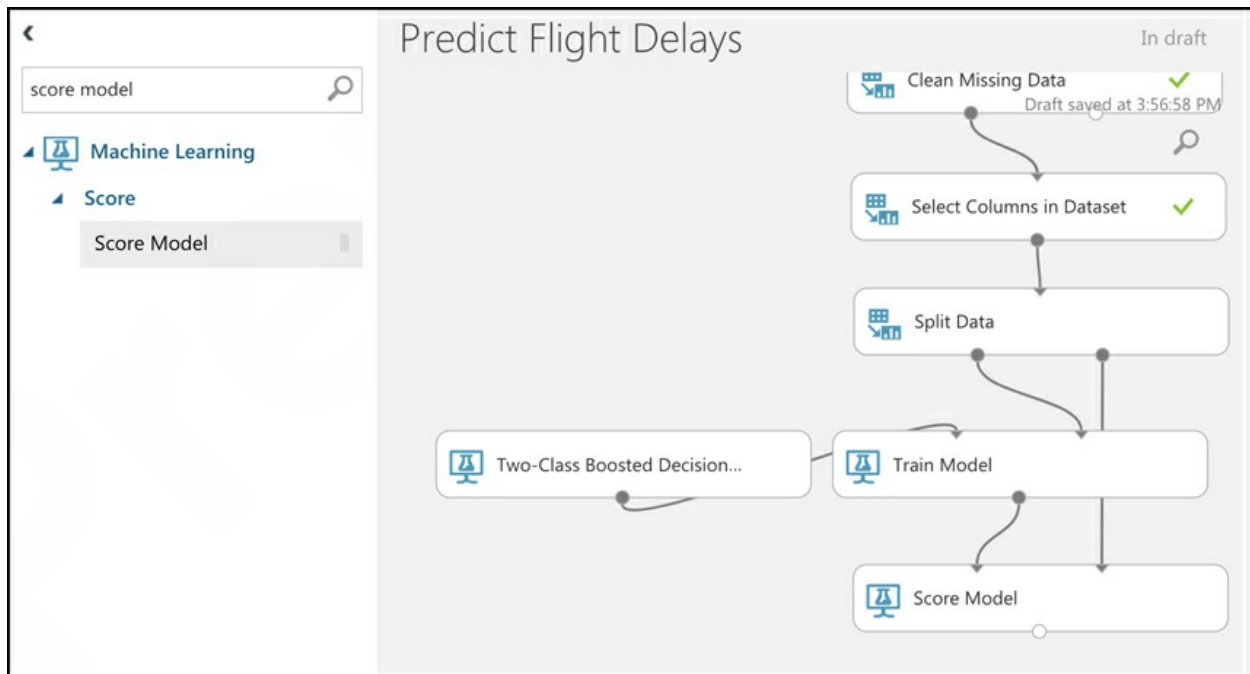 score model
Machine Learning
Score
Score Model
Predict Flight Delays
In draft
Clean Missing Data
Draft saved at 3:56:58 PM
Select Columns in Dataset
Split Data
Two-Class Boosted Decision...
Train Model
Score Model